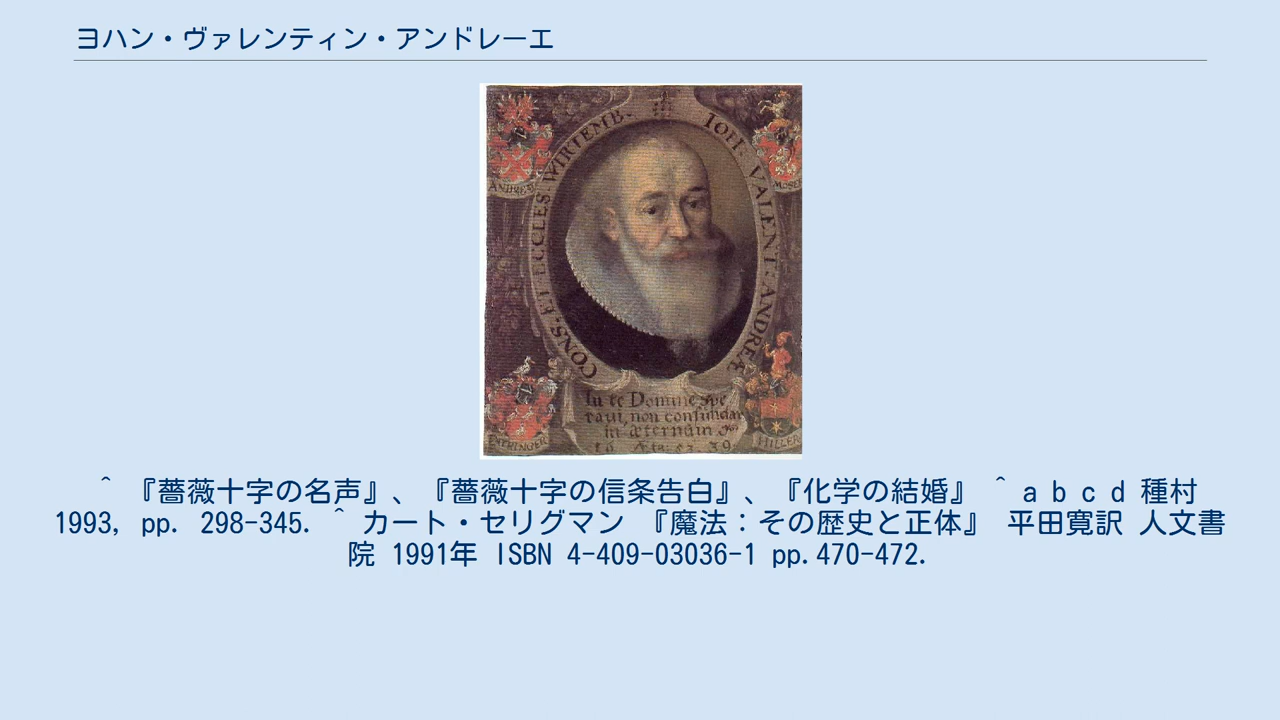 ヨハン・ヴァレンティン・アンドレーエ
CONS. ET ECCLES. WIRTEMB. IOH. VALENT. ANDREÆ
MOSER
In te Domine spe
raui, non confundar
in æternum
^ 『薔薇十字の名声』、『薔薇十字の信条告白』、『化学の結婚』 ^ a b c d 種村
1993, pp. 298-345. ^ カート・セリグマン 『魔法：その歴史と正体』 平田寛訳 人文書
院 1991年 ISBN 4-409-03036-1 pp.470-472.